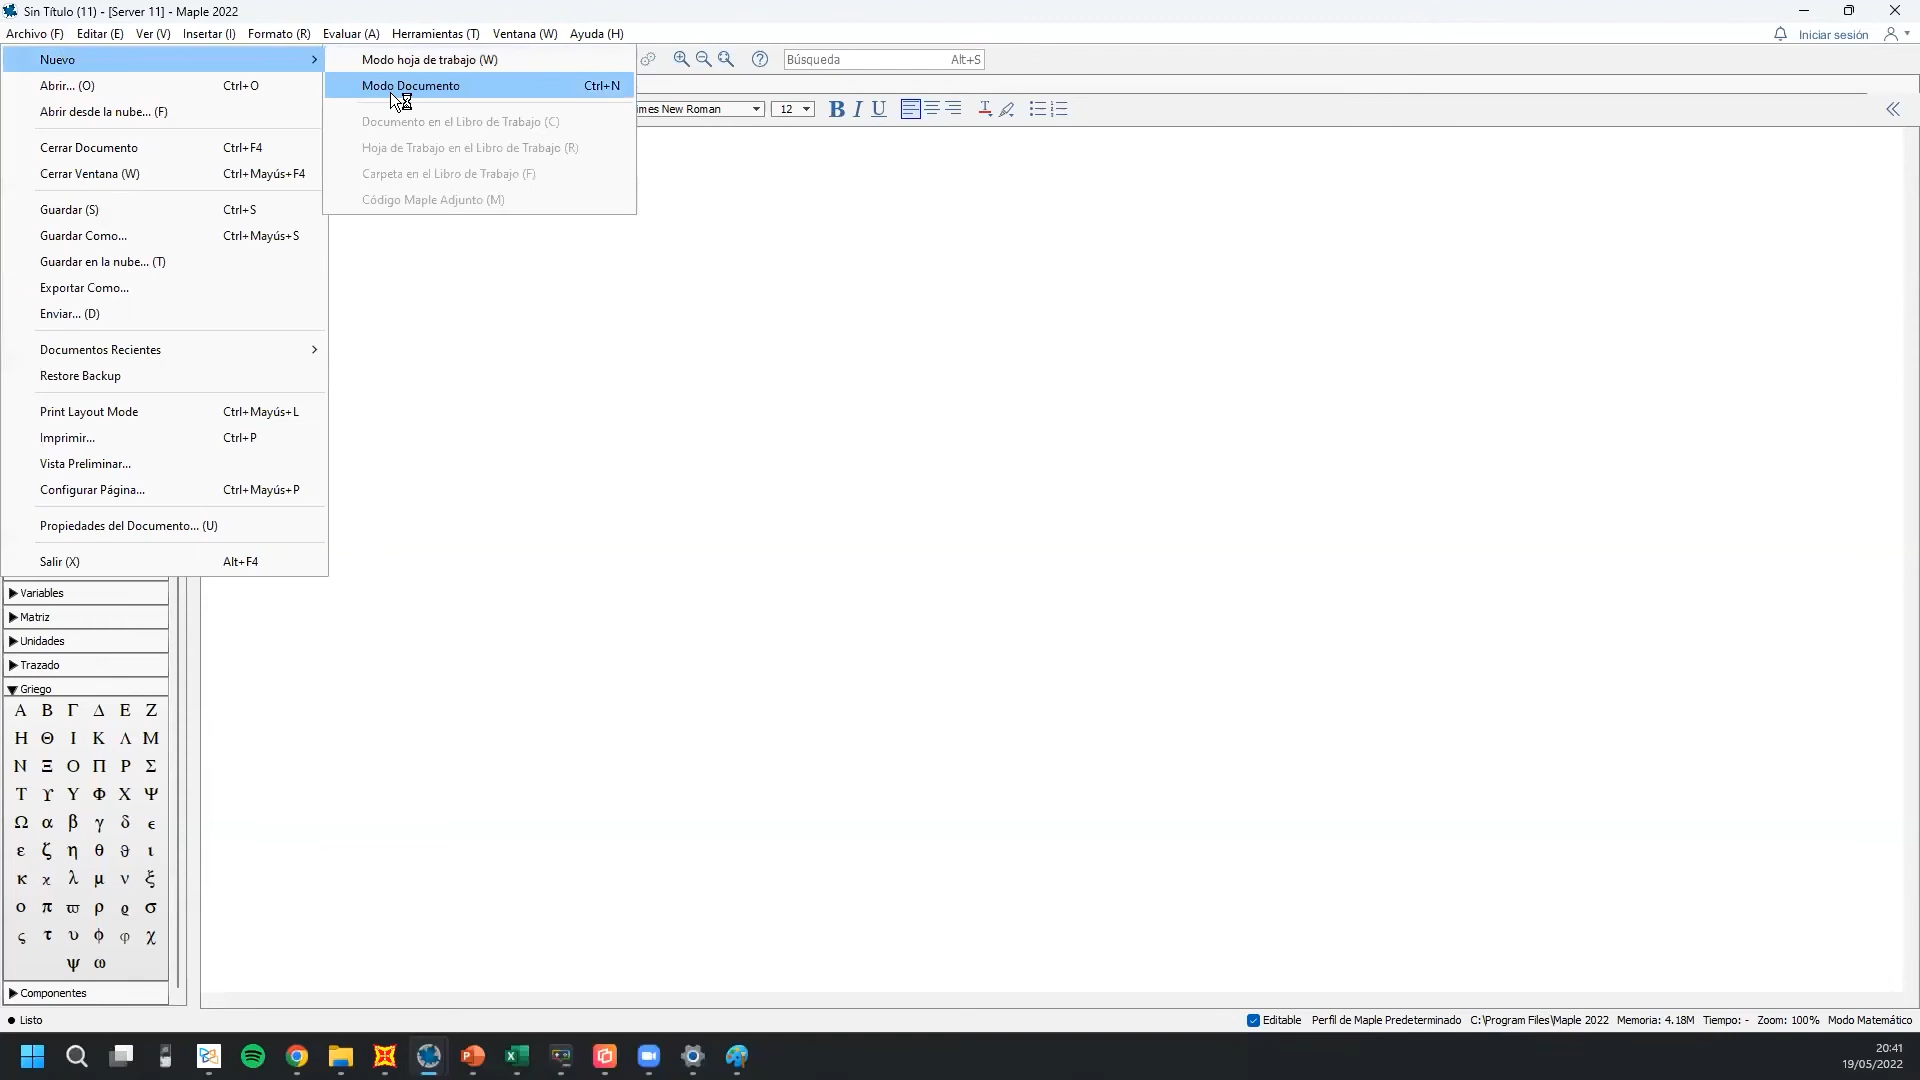 Sin Título (11) - [Server 11] - Maple 2022
Archivo (F) Editar (E) Ver (V) Insertar (I) Formato (R) Evaluar (A) Herramientas (T) Ventana (W) Ayuda (H)
Iniciar sesión
Búsqueda Alt+S
imes New Roman 12 B I U
Nuevo
Abrir... (O) Ctrl+O
Abrir desde la nube... (F)
Cerrar Documento Ctrl+F4
Cerrar Ventana (W) Ctrl+Mayús+F4
Guardar (S) Ctrl+S
Guardar Como... Ctrl+Mayús+S
Guardar en la nube... (T)
Exportar Como...
Enviar... (D)
Documentos Recientes
Restore Backup
Print Layout Mode Ctrl+Mayús+L
Imprimir... Ctrl+P
Vista Preliminar...
Configurar Página... Ctrl+Mayús+P
Propiedades del Documento... (U)
Salir (X) Alt+F4
Modo hoja de trabajo (W)
Modo Documento Ctrl+N
Documento en el Libro de Trabajo (C)
Hoja de Trabajo en el Libro de Trabajo (R)
Carpeta en el Libro de Trabajo (F)
Código Maple Adjunto (M)
Variables
Matriz
Unidades
Trazado
Griego
Α Β Γ Δ Ε Ζ
Η Θ Ι Κ Λ Μ
Ν Ξ Ο Π Ρ Σ
Τ ϒ Υ Φ Χ Ψ
Ω α β γ δ ϵ
ε ζ η θ ϑ ι
κ ϰ λ μ ν ξ
ο π ϖ ρ ϱ σ
ς τ υ ϕ φ χ
ψ ω
Componentes
Listo
Editable Perfil de Maple Predeterminado C:\Program Files\Maple 2022 Memoria: 4.18M Tiempo: - Zoom: 100% Modo Matemático
20:41
19/05/2022